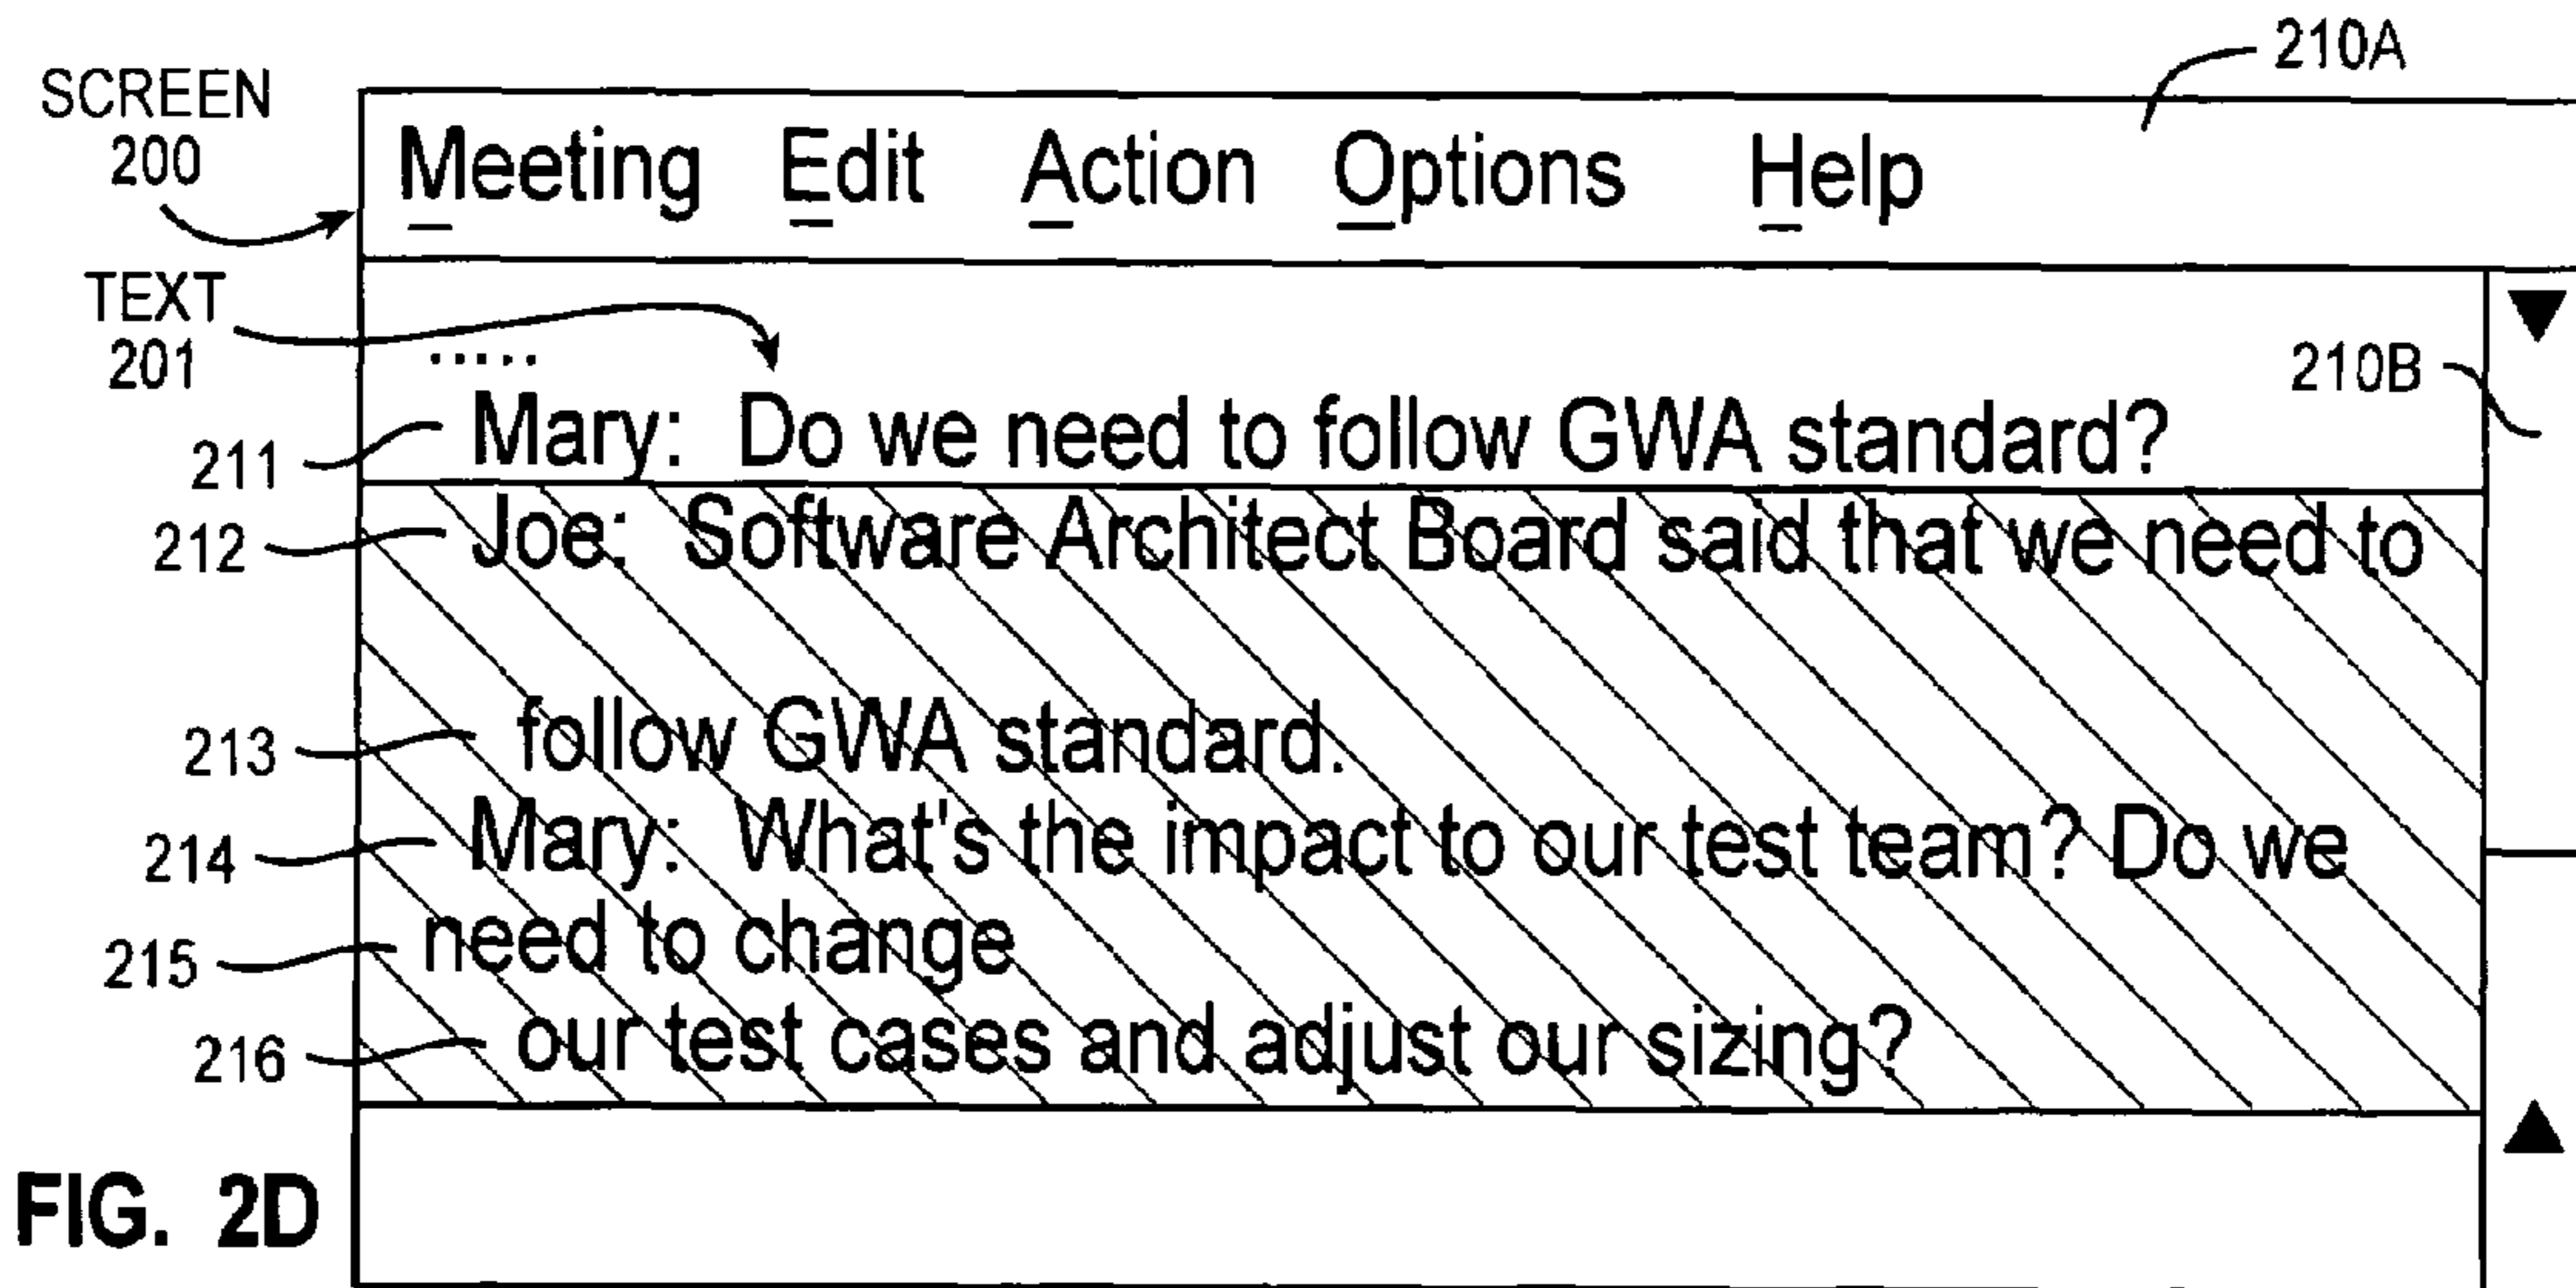 210A
SCREEN
200
Meeting Edit Action Options Help
TEXT
201
.....
210B
211 Mary: Do we need to follow GWA standard?
212 Joe: Software Architect Board said that we need to
213 follow GWA standard.
214 Mary: What's the impact to our test team? Do we
215 need to change
216 our test cases and adjust our sizing?
FIG. 2D